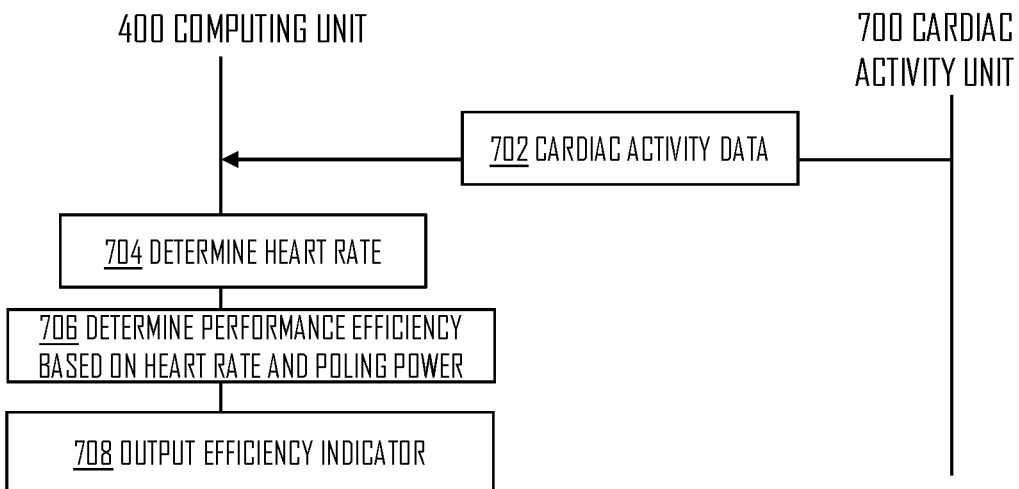 400 COMPUTING UNIT
700 CARDIAC
ACTIVITY UNIT
702 CARDIAC ACTIVITY DATA
704 DETERMINE HEART RATE
706 DETERMINE PERFORMANCE EFFICIENCY
BASED ON HEART RATE AND POLING POWER
708 OUTPUT EFFICIENCY INDICATOR